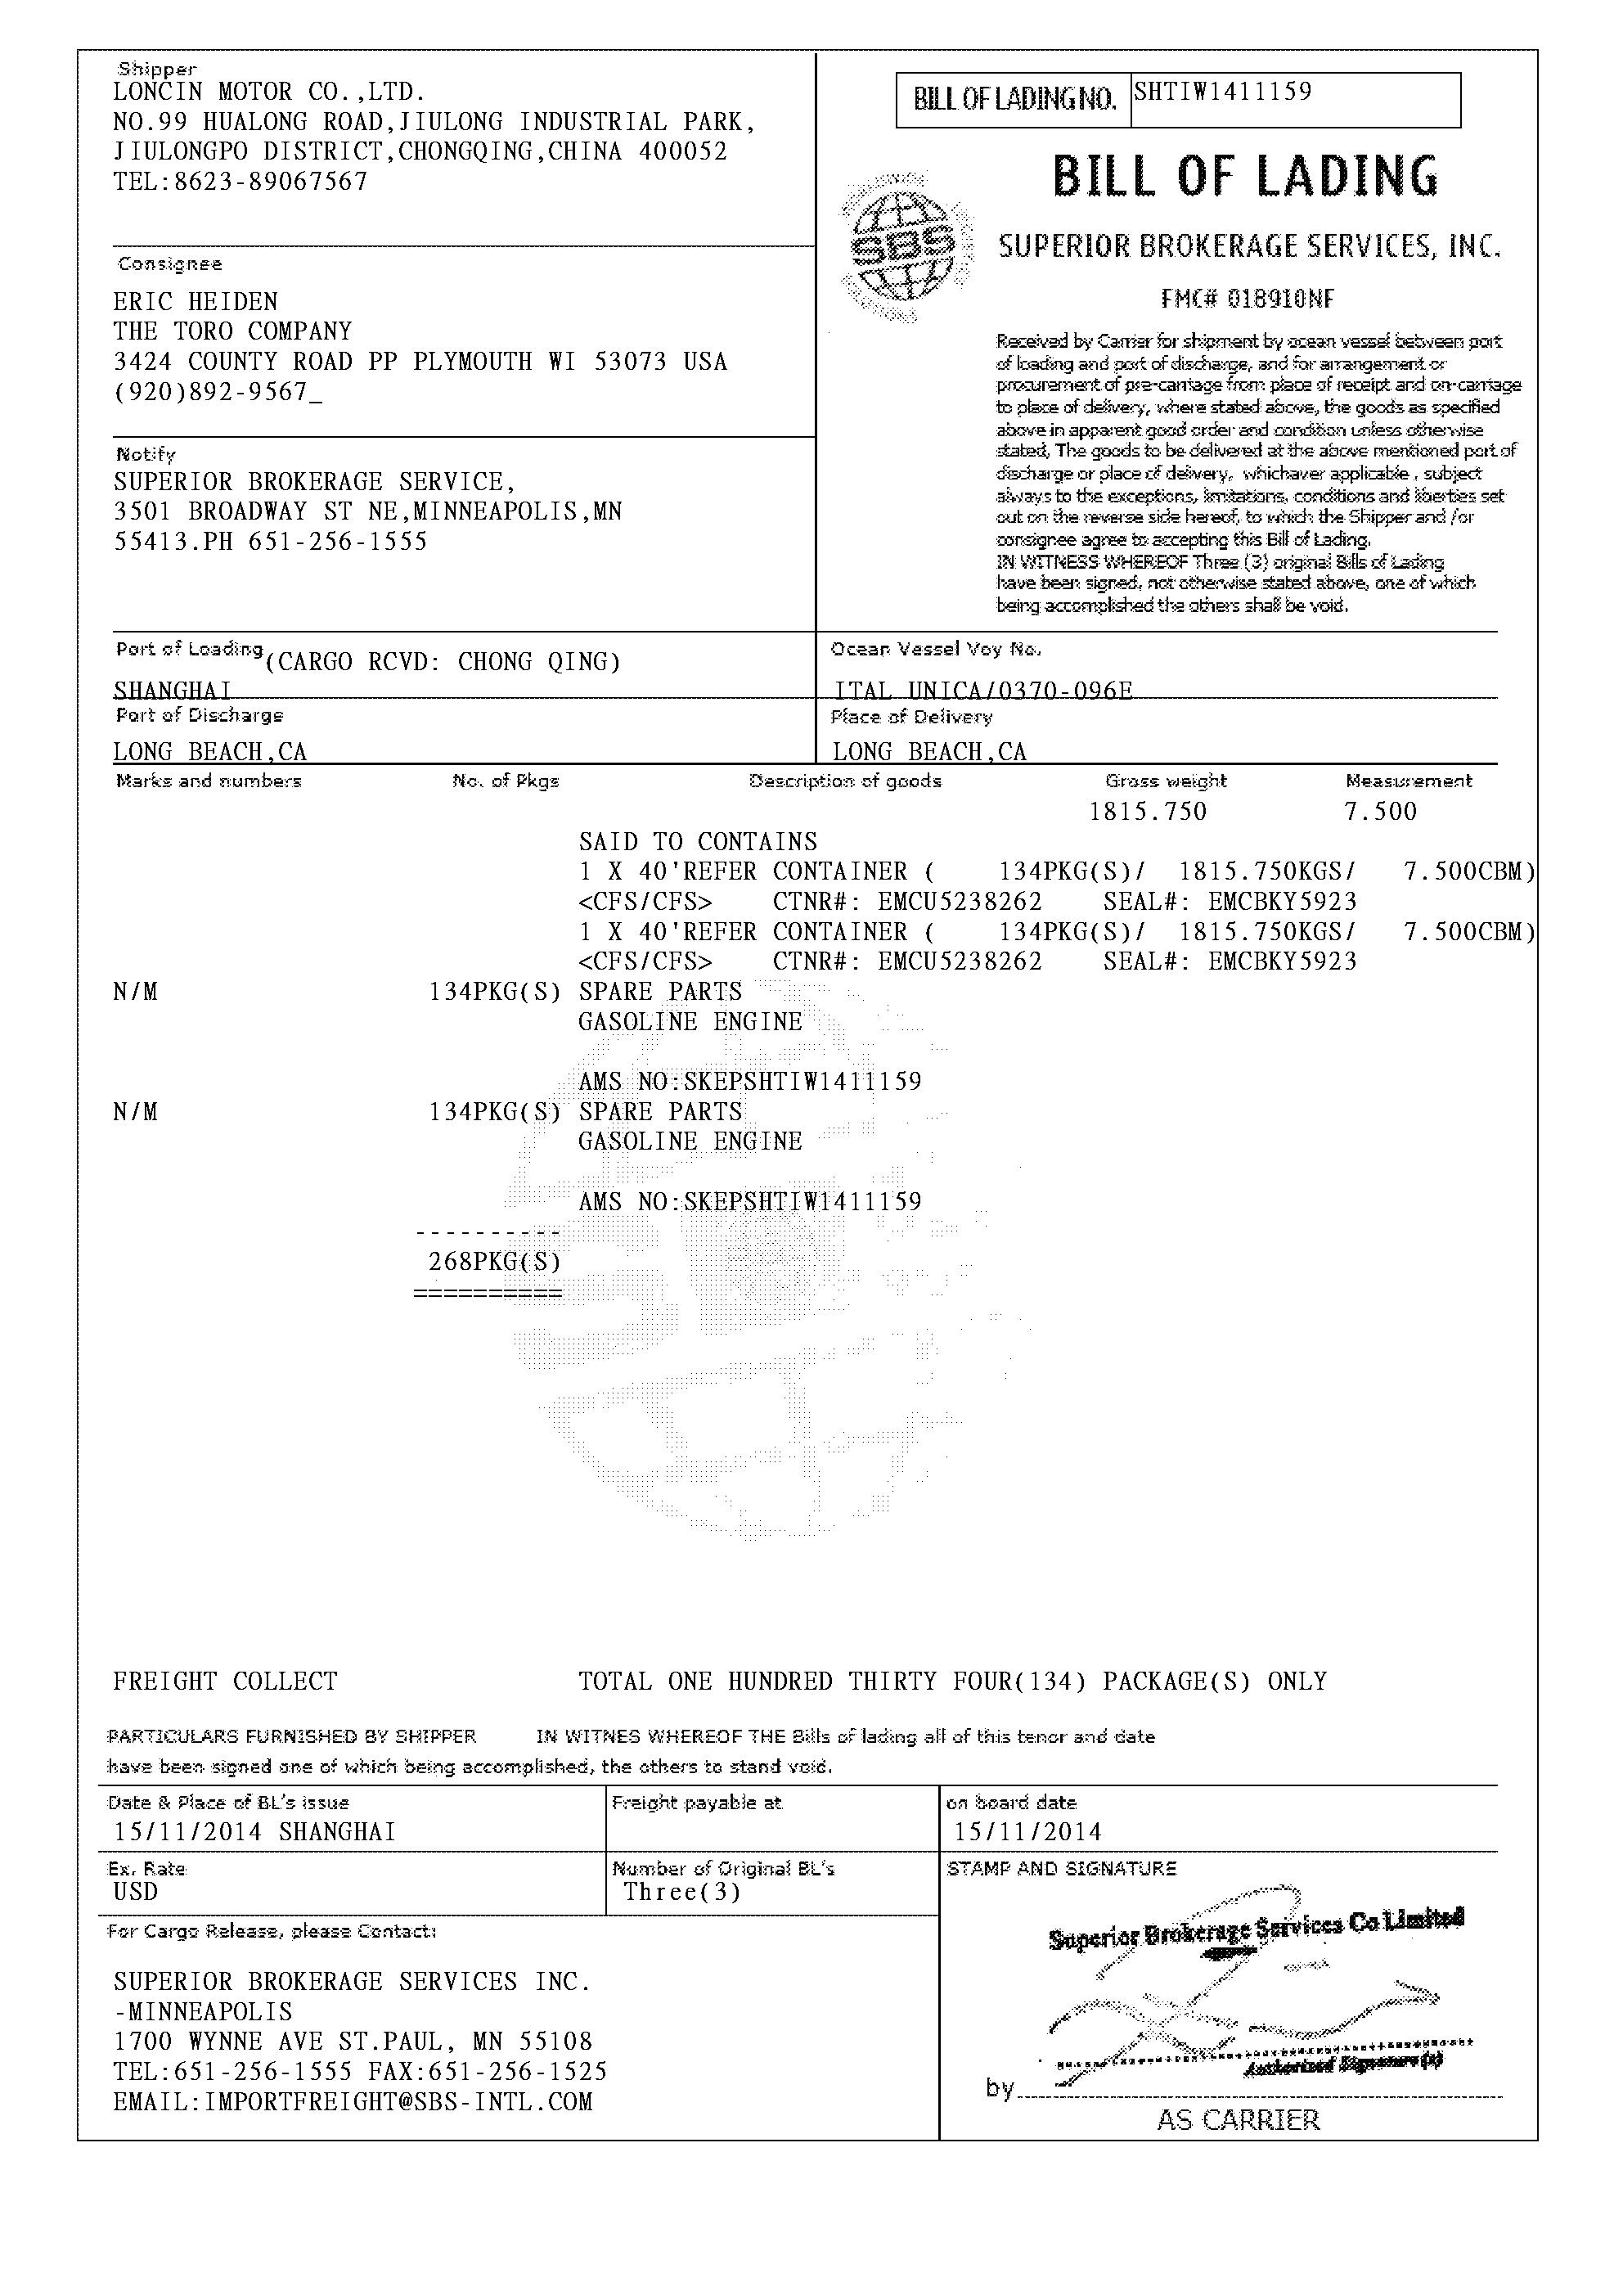 Shipper
LONCIN MOTOR CO.,LTD.
NO.99 HUALONG ROAD,JIULONG INDUSTRIAL PARK,
JIULONGPO DISTRICT,CHONGQING,CHINA 400052
TEL:8623-89067567
BILL OF LADING NO. SHTIW1411159
BILL OF LADING
SBS
SUPERIOR BROKERAGE SERVICES, INC.
FMC# 018910NF
Consignee
ERIC HEIDEN
THE TORO COMPANY
3424 COUNTY ROAD PP PLYMOUTH WI 53073 USA
(920)892-9567_
Notify
SUPERIOR BROKERAGE SERVICE,
3501 BROADWAY ST NE,MINNEAPOLIS,MN
55413.PH 651-256-1555
Received by Carrier for shipment by ocean vessel between port
of loading and port of discharge, and for arrangement or
procurement of pre-carriage from place of receipt and on-carriage
to place of delivery, where stated above, the goods as specified
above in apparent good order and condition unless otherwise
stated, The goods to be delivered at the above mentioned port of
discharge or place of delivery, whichaver applicable , subject
always to the exceptions, limitations, conditions and liberties set
out on the reverse side hereof, to which the Shipper and /or
consignee agree to accepting this Bill of Lading.
IN WITNESS WHEREOF Three (3) original Bills of Lading
have been signed, not otherwise stated above, one of which
being accomplished the others shall be void.
Port of Loading (CARGO RCVD: CHONG QING)
SHANGHAI
Ocean Vessel Voy No.
ITAL UNICA/0370-096E
Port of Discharge
LONG BEACH,CA
Place of Delivery
LONG BEACH,CA
Marks and numbers No. of Pkgs Description of goods Gross weight Measurement
1815.750 7.500
SAID TO CONTAINS
1 X 40'REFER CONTAINER ( 134PKG(S)/ 1815.750KGS/ 7.500CBM)
<CFS/CFS> CTNR#: EMCU5238262 SEAL#: EMCBKY5923
1 X 40'REFER CONTAINER ( 134PKG(S)/ 1815.750KGS/ 7.500CBM)
<CFS/CFS> CTNR#: EMCU5238262 SEAL#: EMCBKY5923
N/M 134PKG(S) SPARE PARTS
GASOLINE ENGINE
AMS NO:SKEPSHTIW1411159
N/M 134PKG(S) SPARE PARTS
GASOLINE ENGINE
AMS NO:SKEPSHTIW1411159
----------
268PKG(S)
==========
FREIGHT COLLECT TOTAL ONE HUNDRED THIRTY FOUR(134) PACKAGE(S) ONLY
PARTICULARS FURNISHED BY SHIPPER IN WITNES WHEREOF THE Bills of lading all of this tenor and date
have been signed one of which being accomplished, the others to stand void.
Date & Place of BL's issue
15/11/2014 SHANGHAI
Freight payable at
on board date
15/11/2014
Ex. Rate
USD
Number of Original BL's
Three(3)
STAMP AND SIGNATURE
Superior Brokerage Services Co Limited
Authorized Signature(s)
by
AS CARRIER
For Cargo Release, please Contact:
SUPERIOR BROKERAGE SERVICES INC.
-MINNEAPOLIS
1700 WYNNE AVE ST.PAUL, MN 55108
TEL:651-256-1555 FAX:651-256-1525
EMAIL:IMPORTFREIGHT@SBS-INTL.COM